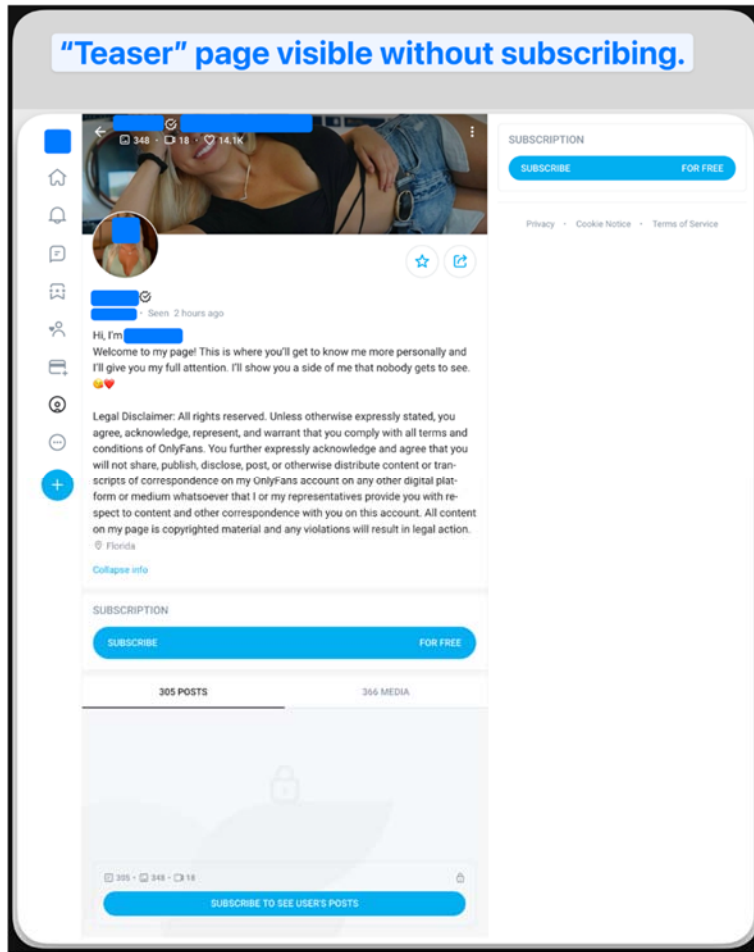 “Teaser” page visible without subscribing.
348 · 18 · 14.1K
SUBSCRIPTION
SUBSCRIBE FOR FREE
Privacy · Cookie Notice · Terms of Service
· Seen 2 hours ago
Hi, I'm
Welcome to my page! This is where you'll get to know me more personally and
I'll give you my full attention. I'll show you a side of me that nobody gets to see.
😘❤️
Legal Disclaimer: All rights reserved. Unless otherwise expressly stated, you
agree, acknowledge, represent, and warrant that you comply with all terms and
conditions of OnlyFans. You further expressly acknowledge and agree that you
will not share, publish, disclose, post, or otherwise distribute content or tran-
scripts of correspondence on my OnlyFans account on any other digital plat-
form or medium whatsoever that I or my representatives provide you with re-
spect to content and other correspondence with you on this account. All content
on my page is copyrighted material and any violations will result in legal action.
Florida
Collapse info
SUBSCRIPTION
SUBSCRIBE FOR FREE
305 POSTS 366 MEDIA
305 · 348 · 18
SUBSCRIBE TO SEE USER'S POSTS